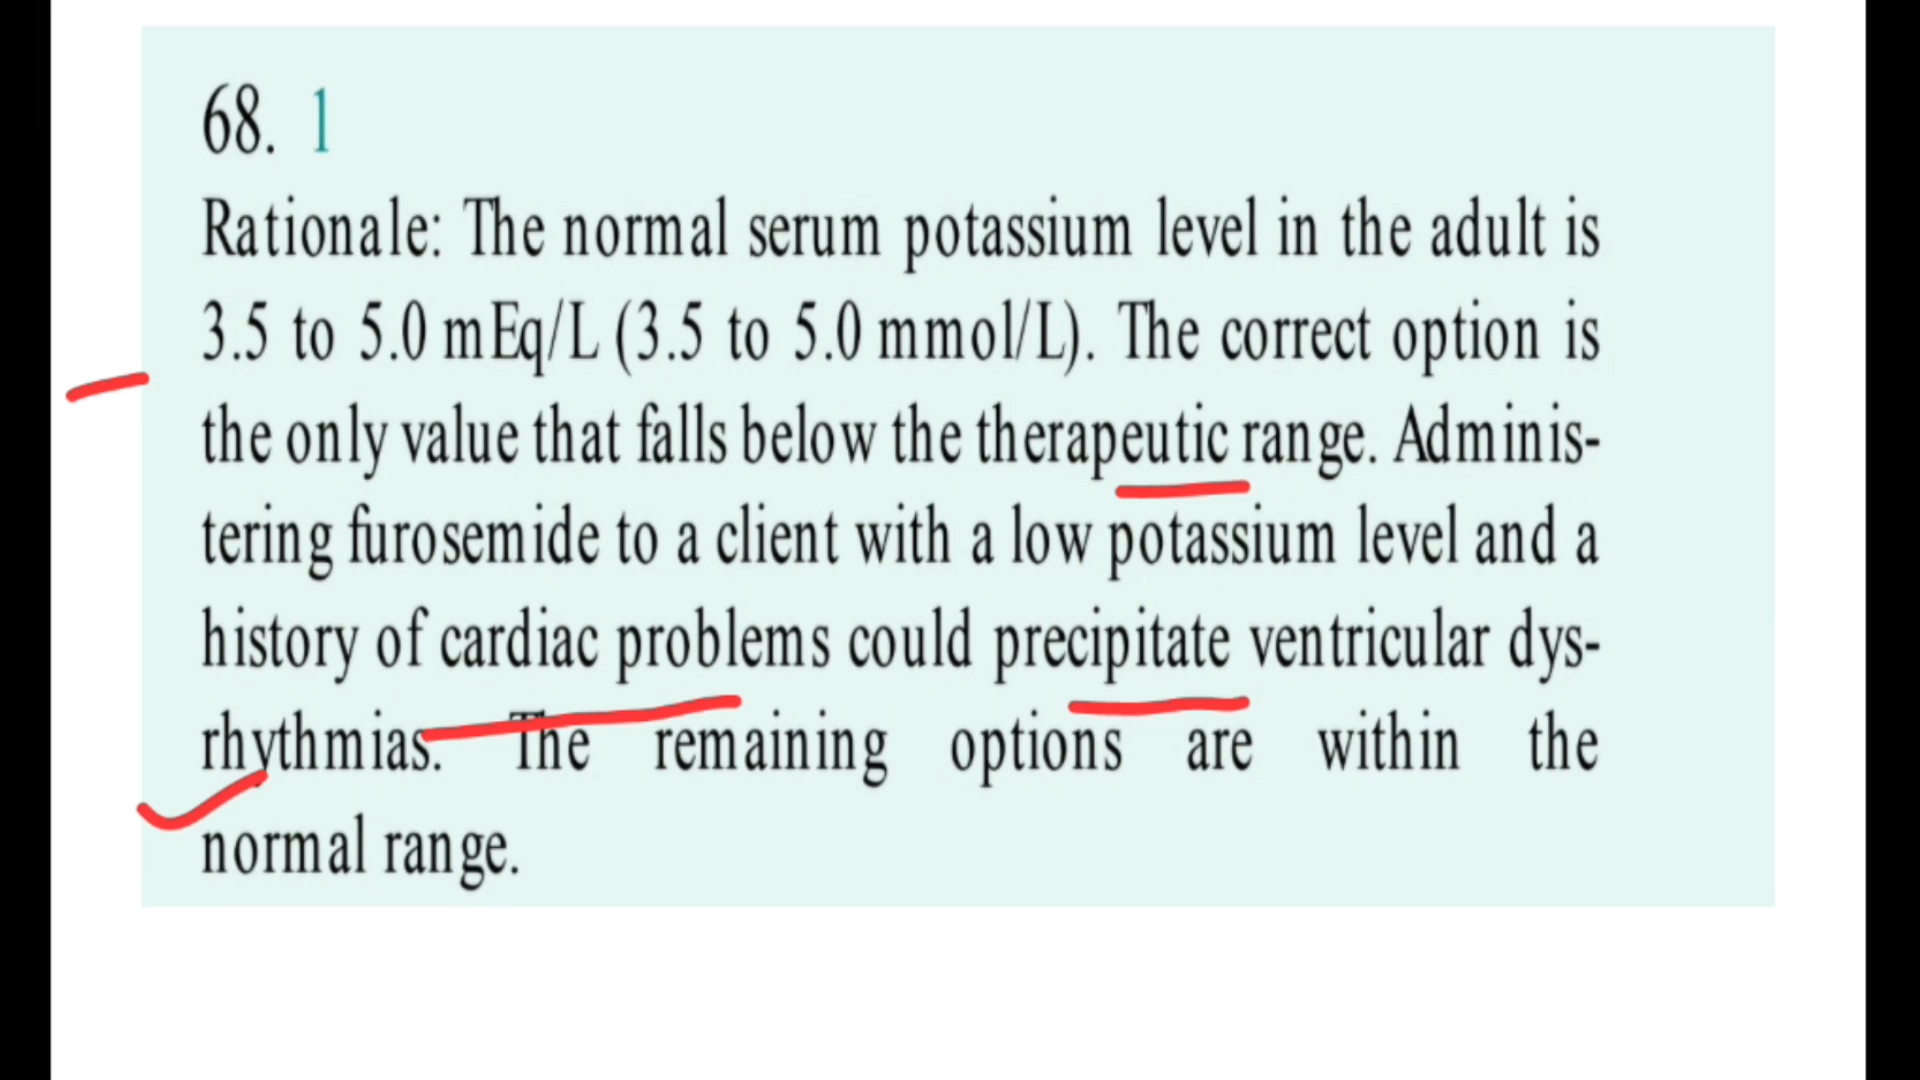 68. 1
Rationale: The normal serum potassium level in the adult is
3.5 to 5.0 mEq/L (3.5 to 5.0 mmol/L). The correct option is
the only value that falls below the therapeutic range. Adminis-
tering furosemide to a client with a low potassium level and a
history of cardiac problems could precipitate ventricular dys-
rhythmias. The remaining options are within the
normal range.